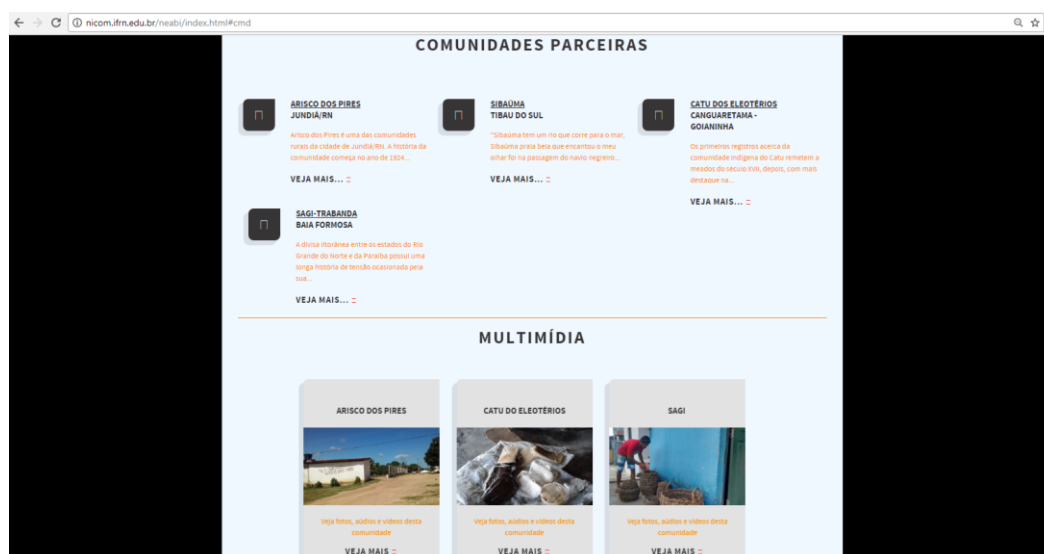 nicom.ifrn.edu.br/neabi/index.html#cmd
COMUNIDADES PARCEIRAS
ARISCO DOS PIRES
JUNDIÁ/RN
Arisco dos Pires é uma das comunidades
rurais da cidade de Jundiá/RN. A história da
comunidade começa no ano de 1924...
VEJA MAIS...
SIBAÚMA
TIBAU DO SUL
"Sibaúma tem um rio que corre para o mar,
Sibaúma praia bela que encantou o meu
olhar foi na passagem do navio negreiro...
VEJA MAIS...
CATU DOS ELEOTÉRIOS
CANGUARETAMA -
GOIANINHA
Os primeiros registros acerca da
comunidade indígena do Catu remetem a
meados do século XVII, depois, com mais
destaque na...
VEJA MAIS...
SAGI-TRABANDA
BAIA FORMOSA
A divisa litorânea entre os estados do Rio
Grande do Norte e da Paraíba possui uma
longa história de tensão ocasionada pela
sua...
VEJA MAIS...
MULTIMÍDIA
ARISCO DOS PIRES
Veja fotos, aúdios e vídeos desta
comunidade
VEJA MAIS
CATU DO ELEOTÉRIOS
Veja fotos, aúdios e vídeos desta
comunidade
VEJA MAIS
SAGI
Veja fotos, aúdios e vídeos desta
comunidade
VEJA MAIS